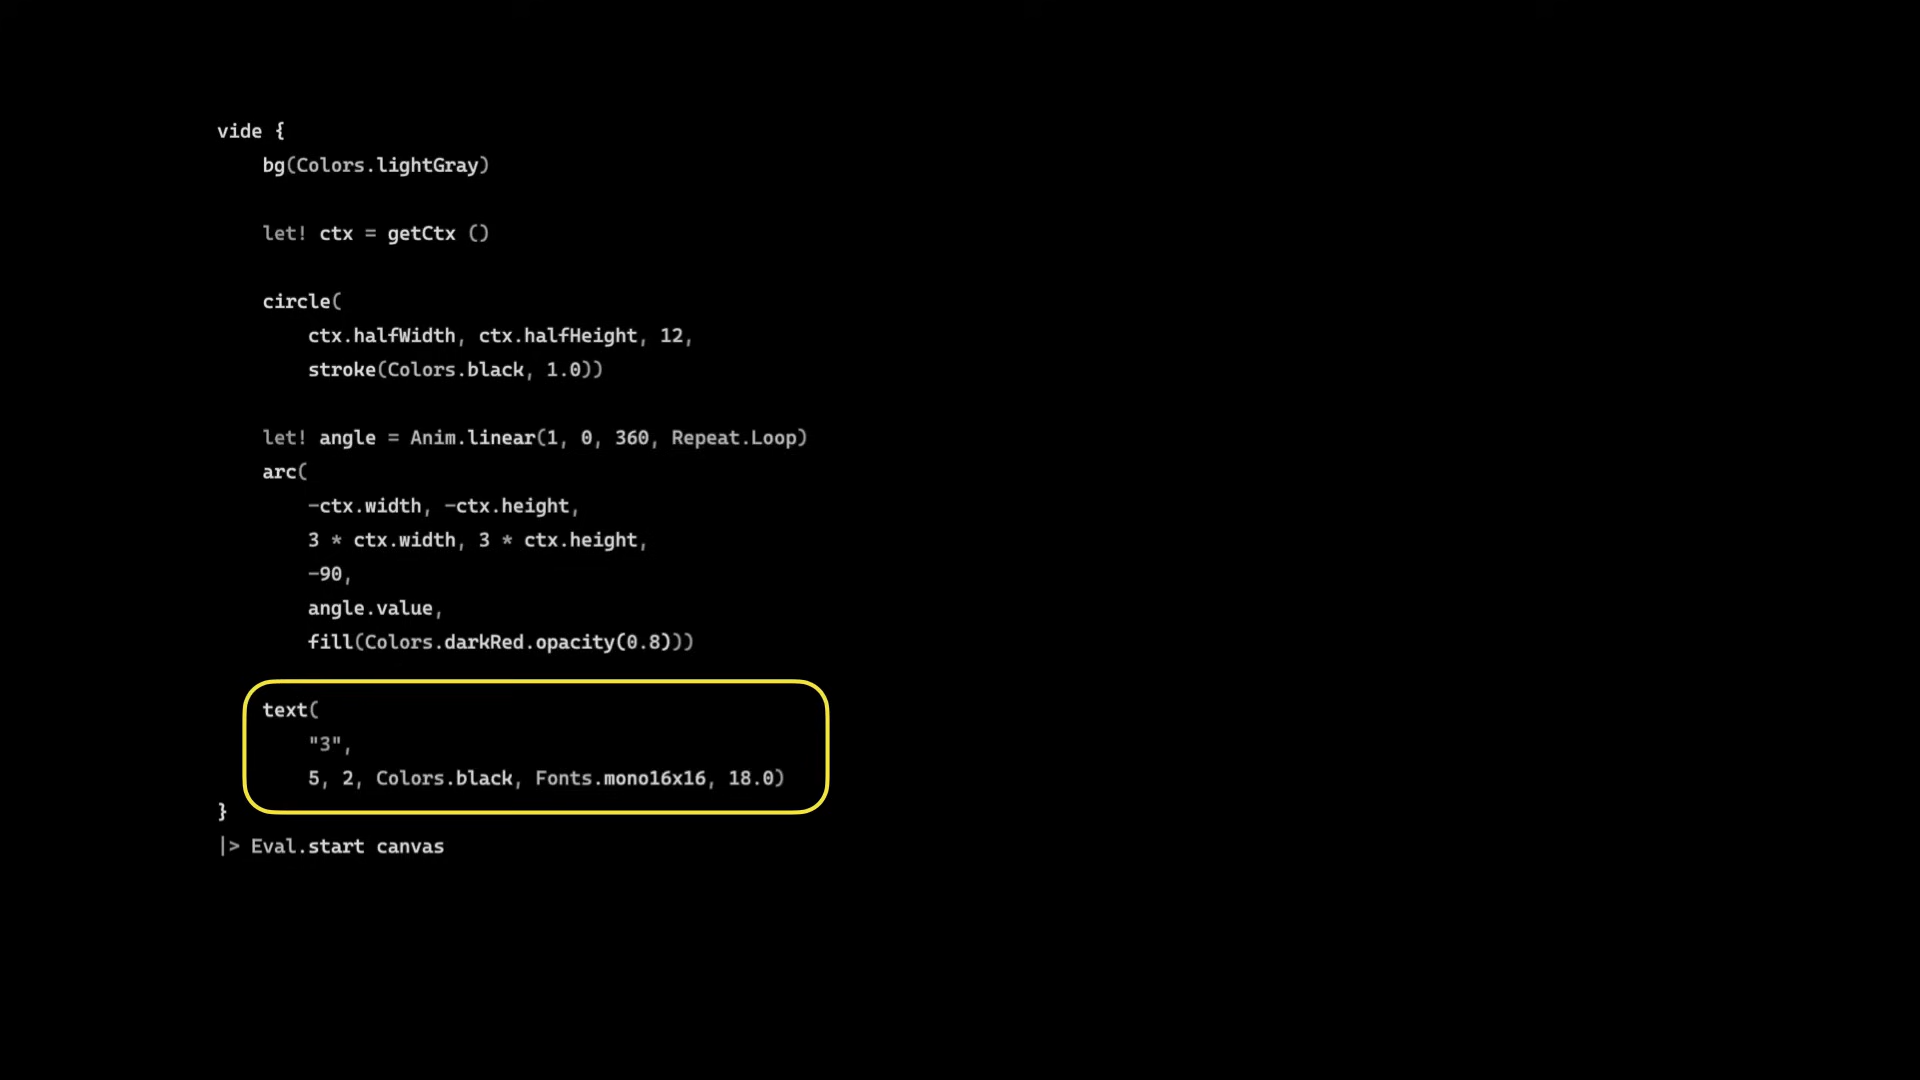 vide {
    bg(Colors.lightGray)
    let! ctx = getCtx ()
    circle(
        ctx.halfWidth, ctx.halfHeight, 12,
        stroke(Colors.black, 1.0))
    let! angle = Anim.linear(1, 0, 360, Repeat.Loop)
    arc(
        -ctx.width, -ctx.height,
        3 * ctx.width, 3 * ctx.height,
        -90,
        angle.value,
        fill(Colors.darkRed.opacity(0.8)))
    text(
        "3",
        5, 2, Colors.black, Fonts.mono16x16, 18.0)
}
|> Eval.start canvas